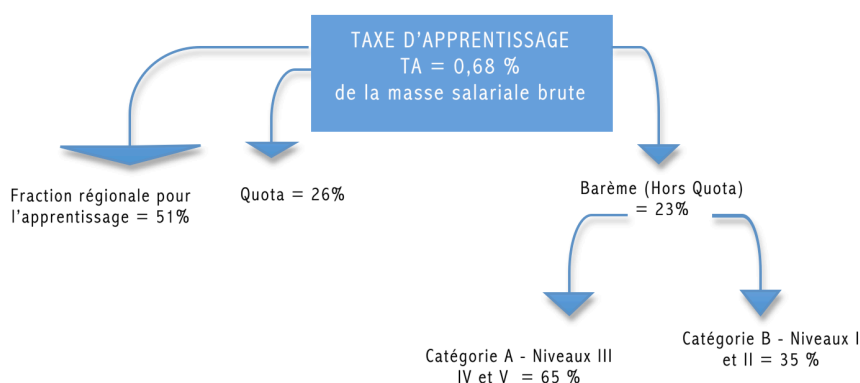 TAXE D'APPRENTISSAGE
TA = 0,68 %
de la masse salariale brute
Fraction régionale pour
l'apprentissage = 51%
Quota = 26%
Barème (Hors Quota)
= 23%
Catégorie A - Niveaux III
IV et V = 65 %
Catégorie B - Niveaux I
et II = 35 %